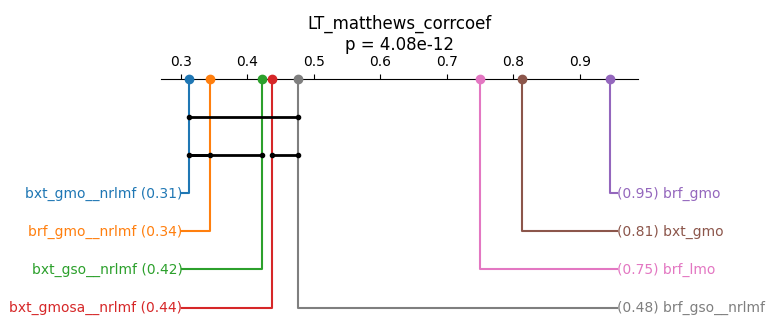 LT_matthews_corrcoef
p = 4.08e-12
0.3 0.4 0.5 0.6 0.7 0.8 0.9
bxt_gmo__nrlmf (0.31) (0.95) brf_gmo
brf_gmo__nrlmf (0.34) (0.81) bxt_gmo
bxt_gso__nrlmf (0.42) (0.75) brf_lmo
bxt_gmosa__nrlmf (0.44) (0.48) brf_gso__nrlmf